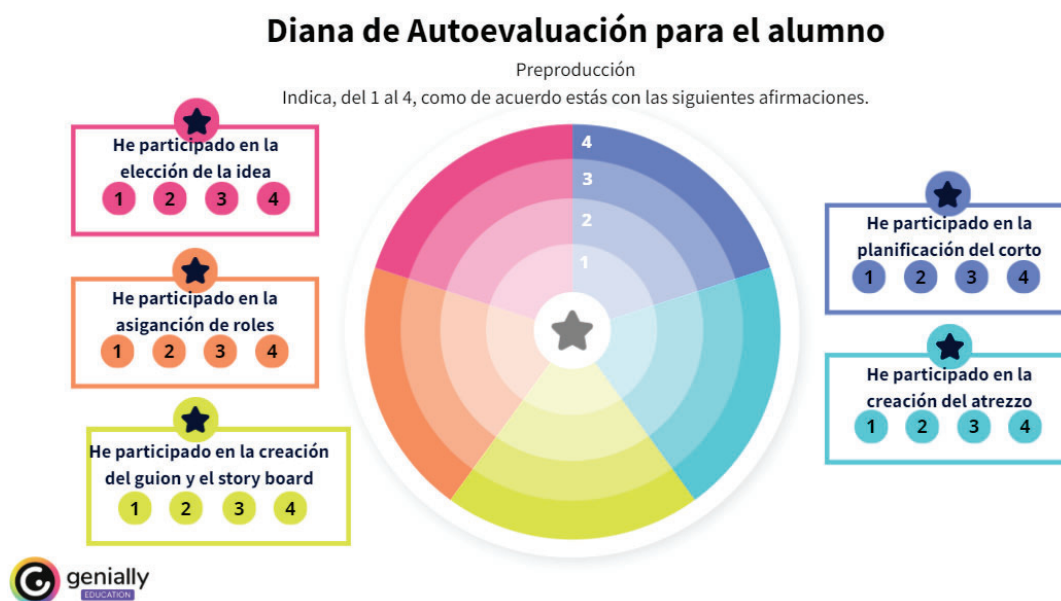 Diana de Autoevaluación para el alumno
Preproducción
Indica, del 1 al 4, como de acuerdo estás con las siguientes afirmaciones.
He participado en la
elección de la idea
1 2 3 4
He participado en la
asigancción de roles
1 2 3 4
He participado en la creación
del guion y el story board
1 2 3 4
4
3
2
1
He participado en la
planificación del corto
1 2 3 4
He participado en la
creación del atrezzo
1 2 3 4
genially
EDUCATION